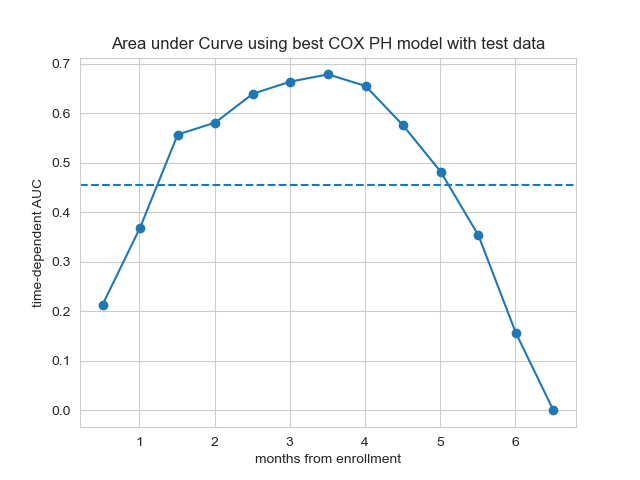 Area under Curve using best COX PH model with test data
time-dependent AUC
0.7
0.6
0.5
0.4
0.3
0.2
0.1
0.0
1 2 3 4 5 6
months from enrollment